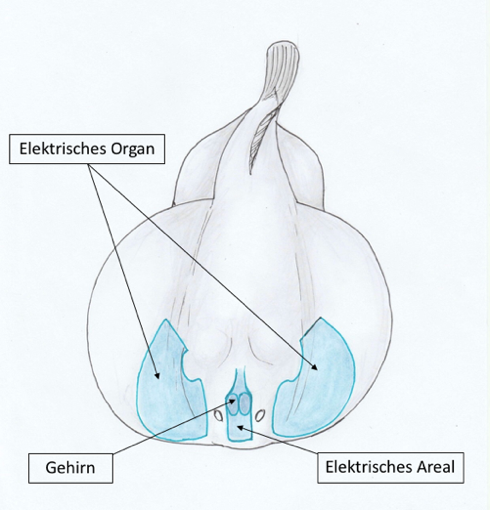 Elektrisches Organ
Gehirn
Elektrisches Areal